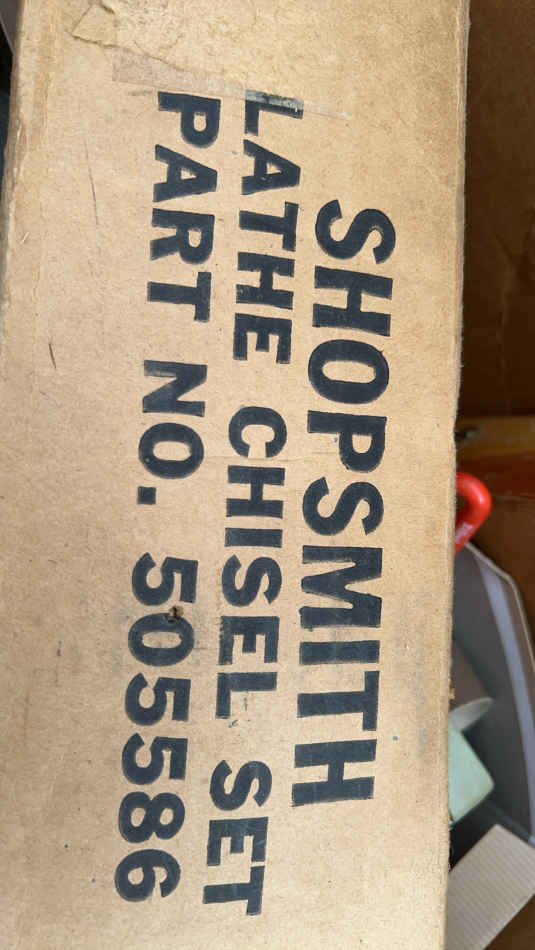 SHOPSMITH
LATHE CHISEL SET
PART NO. 505586